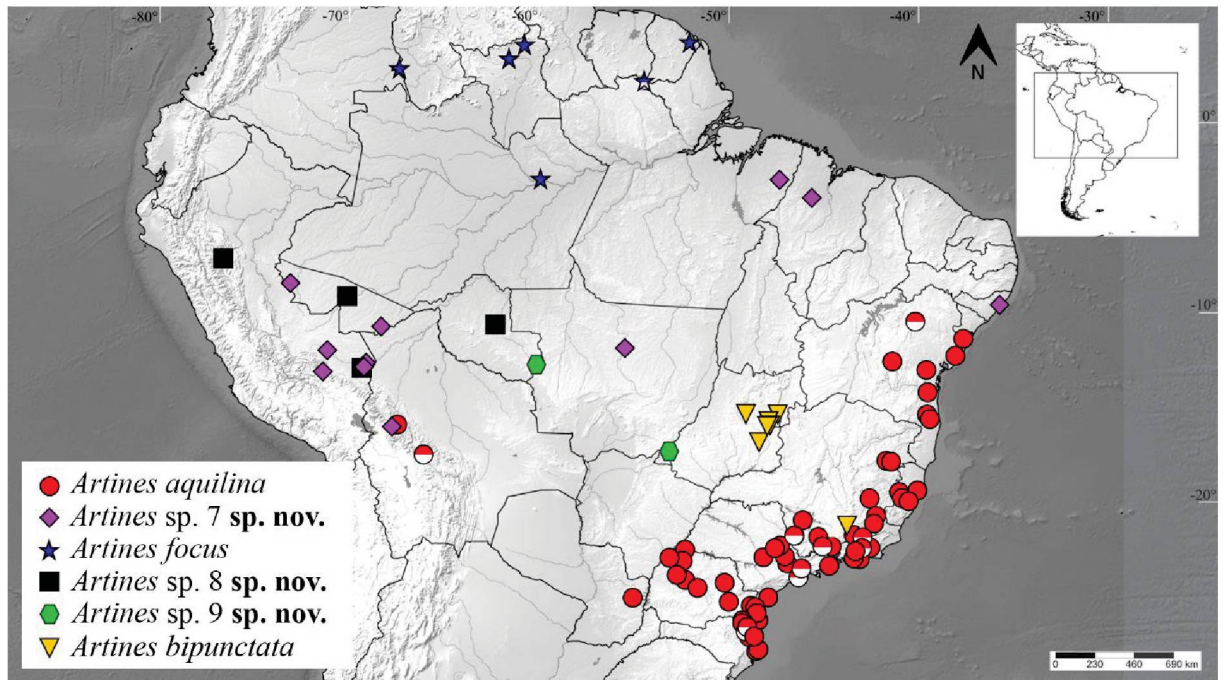 -80° -70° -60° -50° -40° -30°
N
0°
-10°
-20°
Artines aquilina
Artines sp. 7 sp. nov.
Artines focus
Artines sp. 8 sp. nov.
Artines sp. 9 sp. nov.
Artines bipunctata
0 230 460 690 km